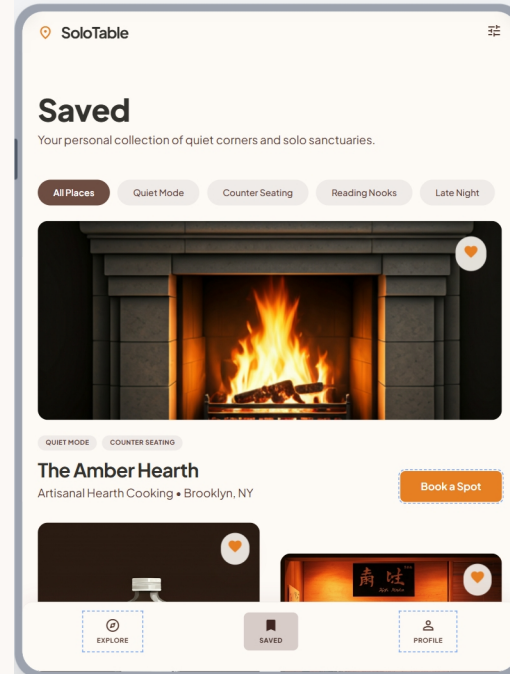 SoloTable
Saved
Your personal collection of quiet corners and solo sanctuaries.
All Places
Quiet Mode
Counter Seating
Reading Nooks
Late Night
QUIET MODE
COUNTER SEATING
The Amber Hearth
Artisanal Hearth Cooking • Brooklyn, NY
Book a Spot
EXPLORE
SAVED
PROFILE